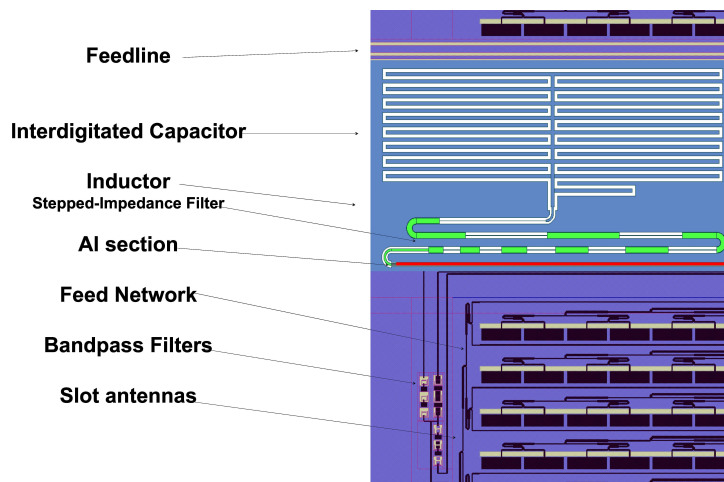 Feedline
Interdigitated Capacitor
Inductor
Stepped-Impedance Filter
Al section
Feed Network
Bandpass Filters
Slot antennas